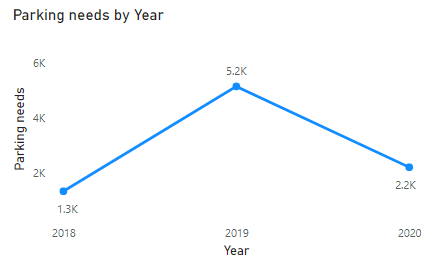 Parking needs by Year
6K
4K
2K
Parking needs
1.3K
5.2K
2.2K
2018
2019
2020
Year